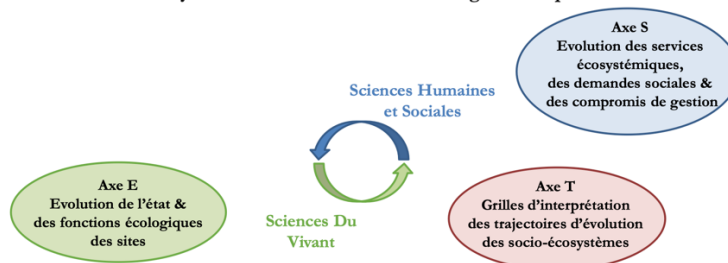 Axe S
Evolution des services
écosystémiques,
des demandes sociales &
des compromis de gestion
Sciences Humaines
et Sociales
Axe E
Evolution de l'état &
des fonctions écologiques
des sites
Sciences Du
Vivant
Axe T
Grilles d'interprétation
des trajectoires d'évolution
des socio-écosystèmes